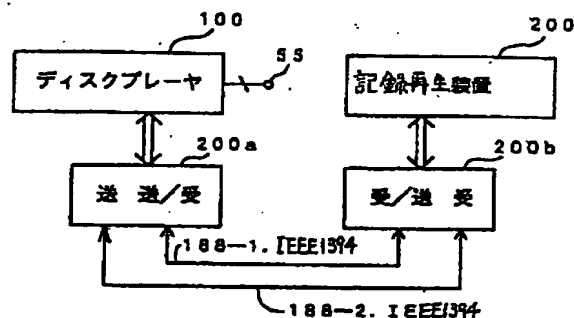 100
200
55
ディスクプレーヤ
記録再生装置
200a
200b
送 送/受
受/送 受
188-1. IEEE1394
188-2. IEEE1394